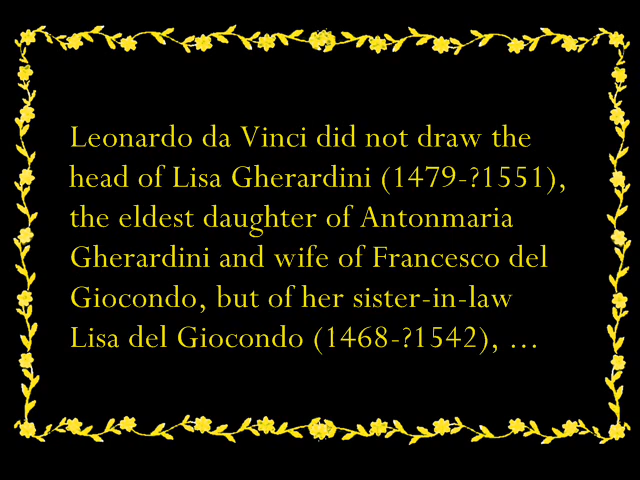 Leonardo da Vinci did not draw the
head of Lisa Gherardini (1479-?1551),
the eldest daughter of Antonmaria
Gherardini and wife of Francesco del
Giocondo, but of her sister-in-law
Lisa del Giocondo (1468-?1542), ...